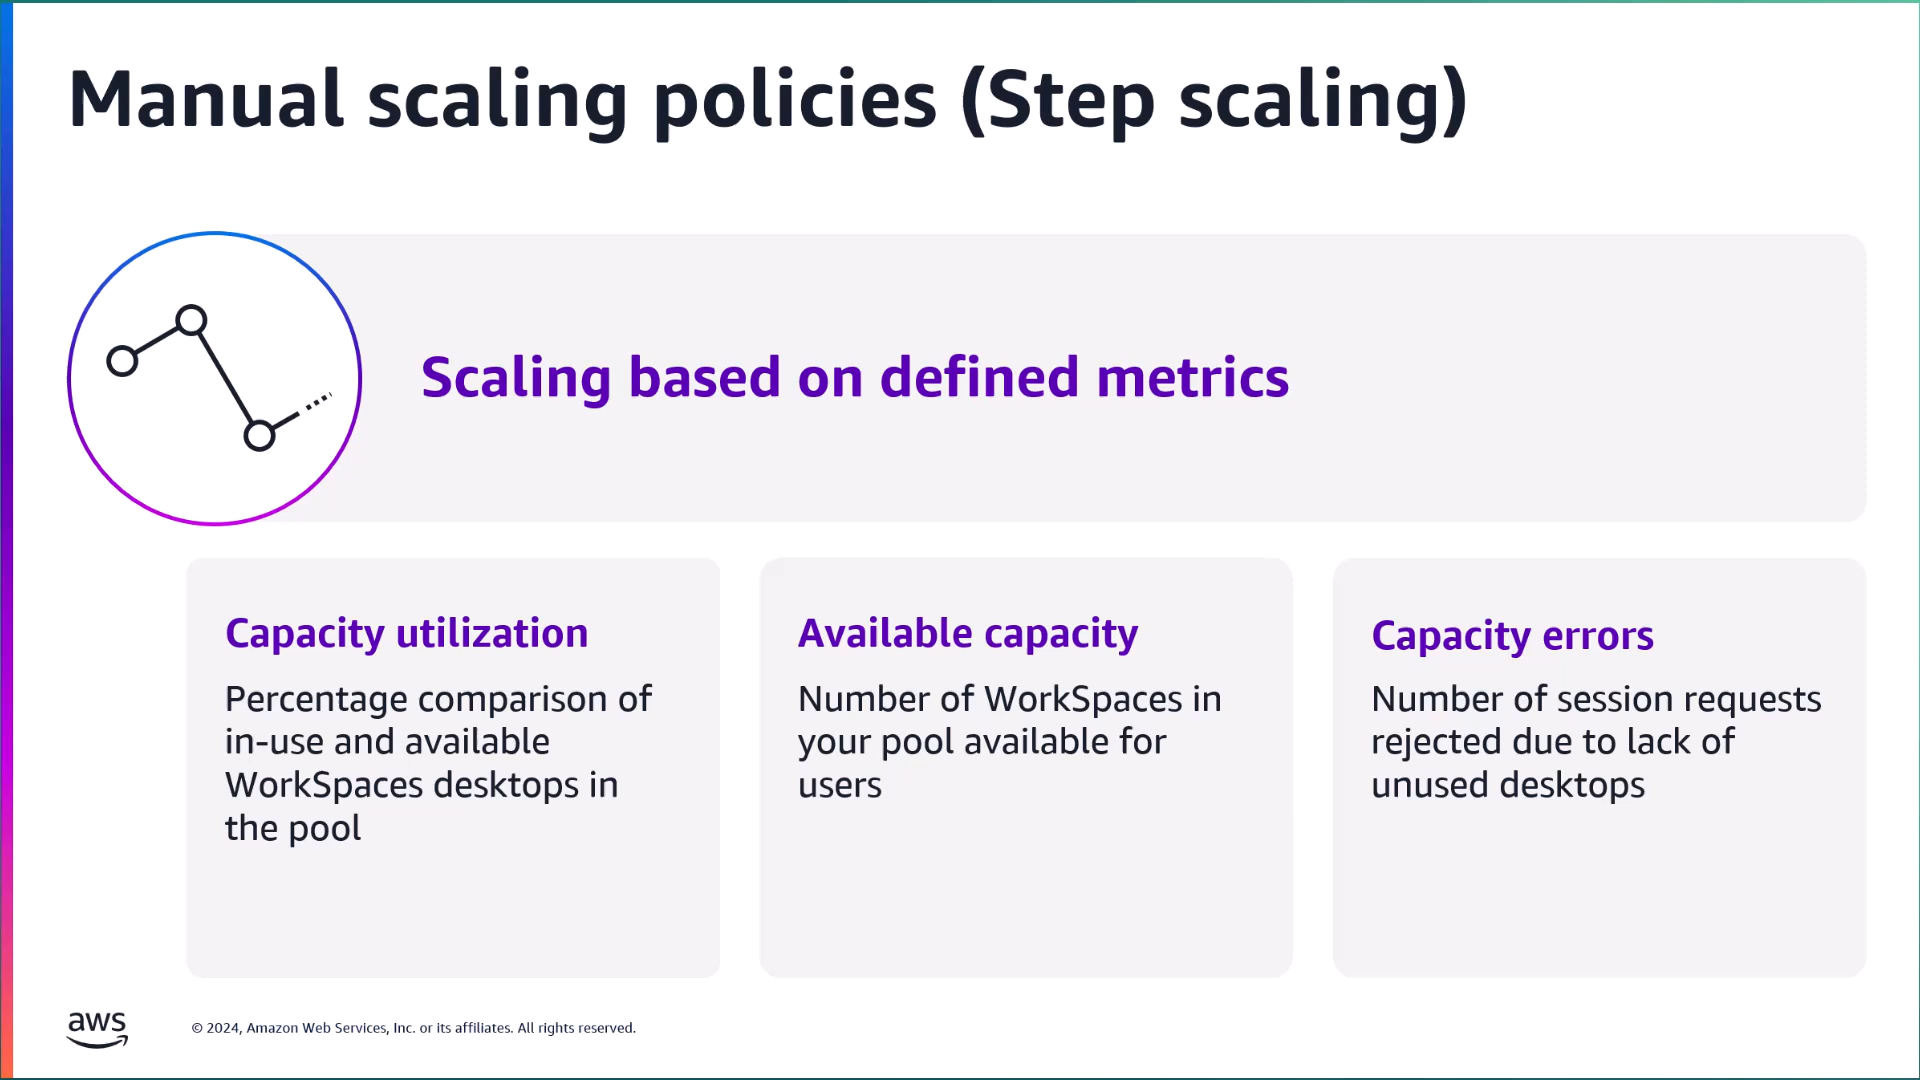 Manual scaling policies (Step scaling)
Scaling based on defined metrics
Capacity utilization
Percentage comparison of
in-use and available
WorkSpaces desktops in
the pool
Available capacity
Number of WorkSpaces in
your pool available for
users
Capacity errors
Number of session requests
rejected due to lack of
unused desktops
aws
© 2024, Amazon Web Services, Inc. or its affiliates. All rights reserved.